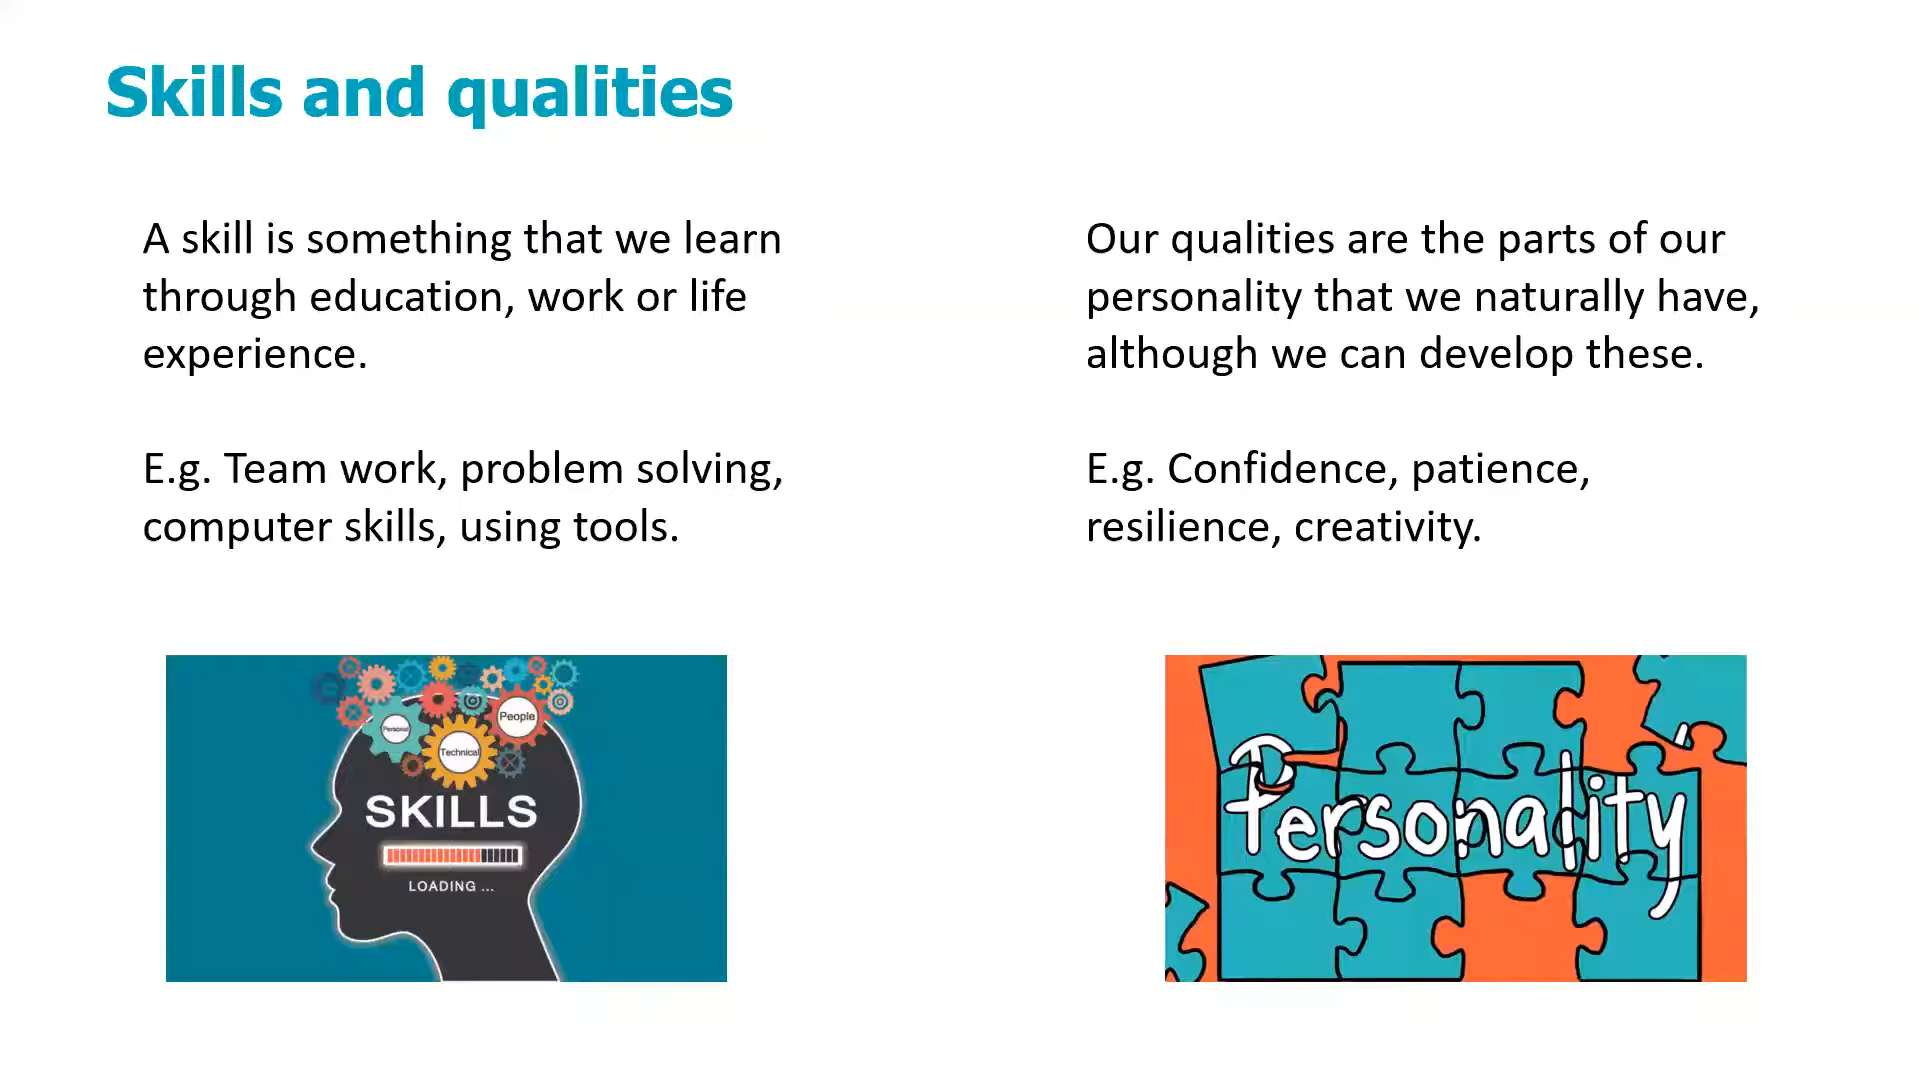 Skills and qualities
A skill is something that we learn
through education, work or life
experience.
E.g. Team work, problem solving,
computer skills, using tools.
Our qualities are the parts of our
personality that we naturally have,
although we can develop these.
E.g. Confidence, patience,
resilience, creativity.
People
Personal
Technical
SKILLS
LOADING ...
Personality